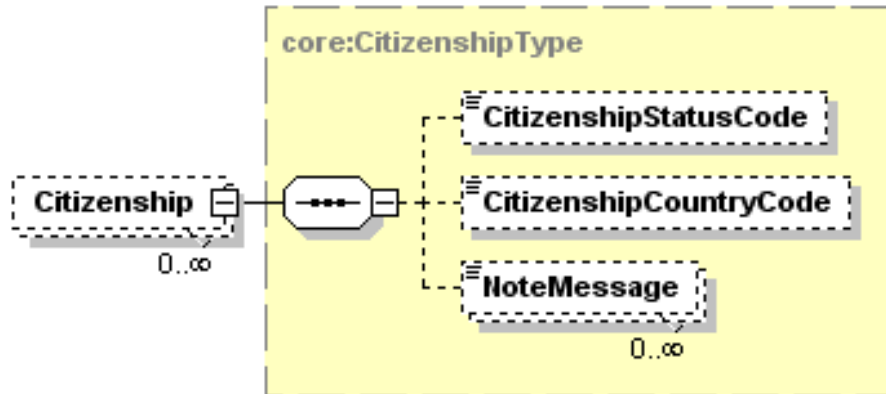 core:CitizenshipType
CitizenshipStatusCode
Citizenship
0..∞
CitizenshipCountryCode
NoteMessage
0..∞